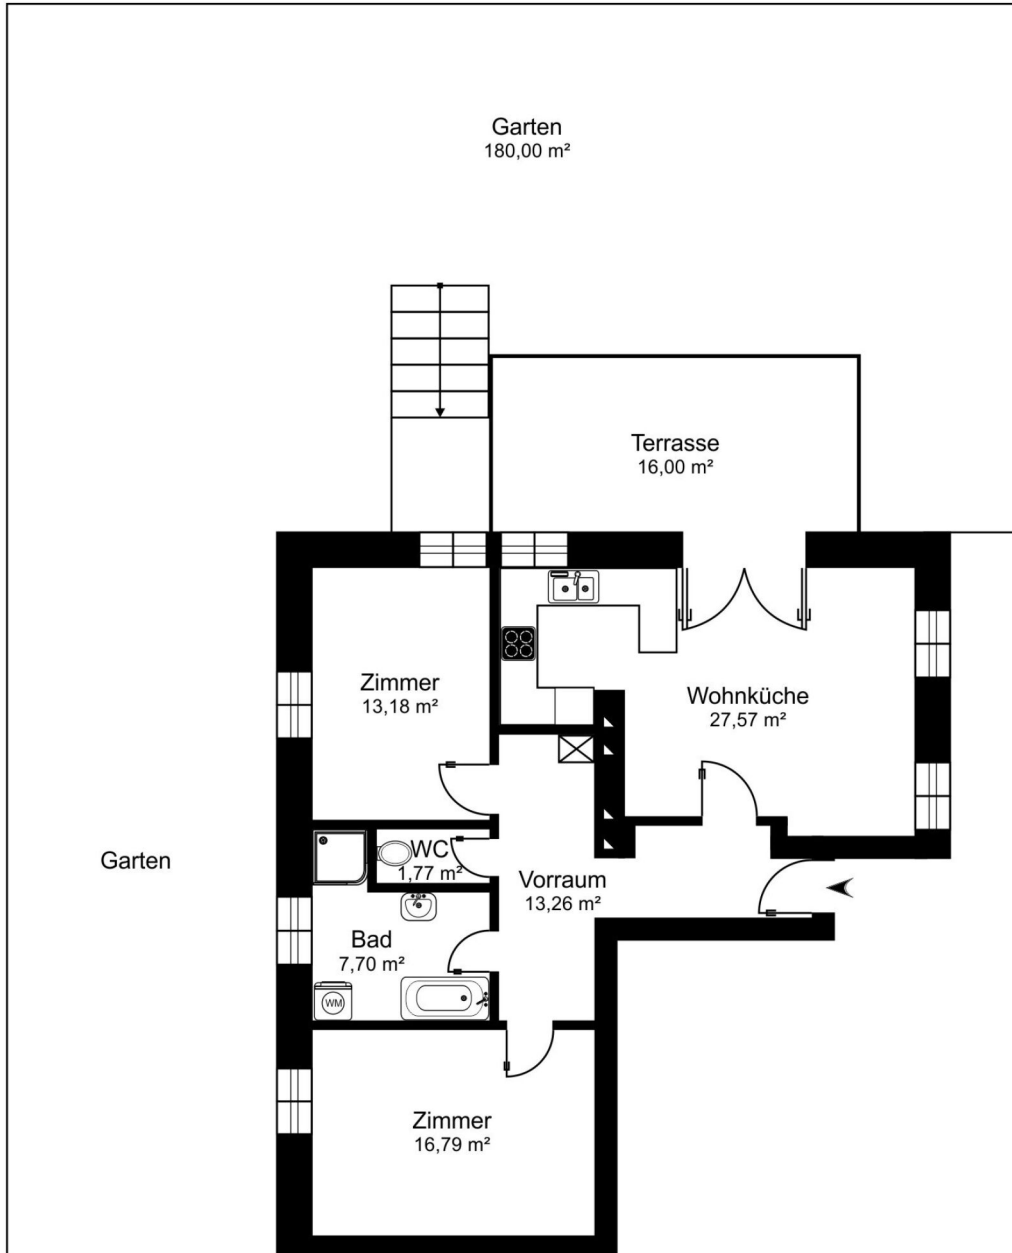 Garten
180,00 m²
Terrasse
16,00 m²
Zimmer
13,18 m²
Wohnküche
27,57 m²
Garten
WC
1,77 m²
Vorraum
13,26 m²
Bad
7,70 m²
WM
Zimmer
16,79 m²